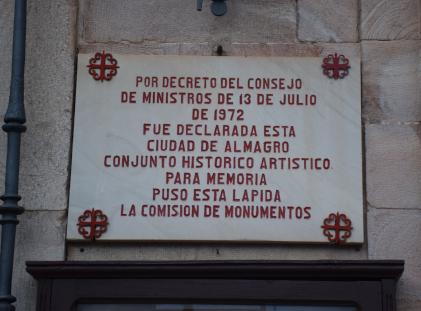 POR DECRETO DEL CONSEJO
DE MINISTROS DE 13 DE JULIO
DE 1972
FUE DECLARADA ESTA
CIUDAD DE ALMAGRO
CONJUNTO HISTORICO ARTISTICO.
PARA MEMORIA
PUSO ESTA LAPIDA
LA COMISION DE MONUMENTOS